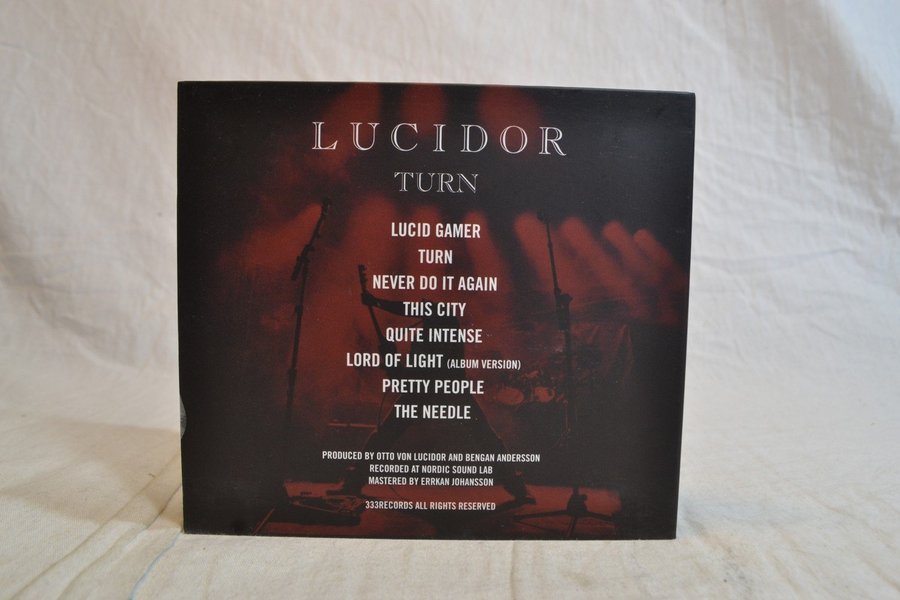 LUCIDOR
TURN
LUCID GAMER
TURN
NEVER DO IT AGAIN
THIS CITY
QUITE INTENSE
LORD OF LIGHT (ALBUM VERSION)
PRETTY PEOPLE
THE NEEDLE
PRODUCED BY OTTO VON LUCIDOR AND BENGAN ANDERSSON
RECORDED AT NORDIC SOUND LAB
MASTERED BY ERRKAN JOHANSSON
333RECORDS ALL RIGHTS RESERVED